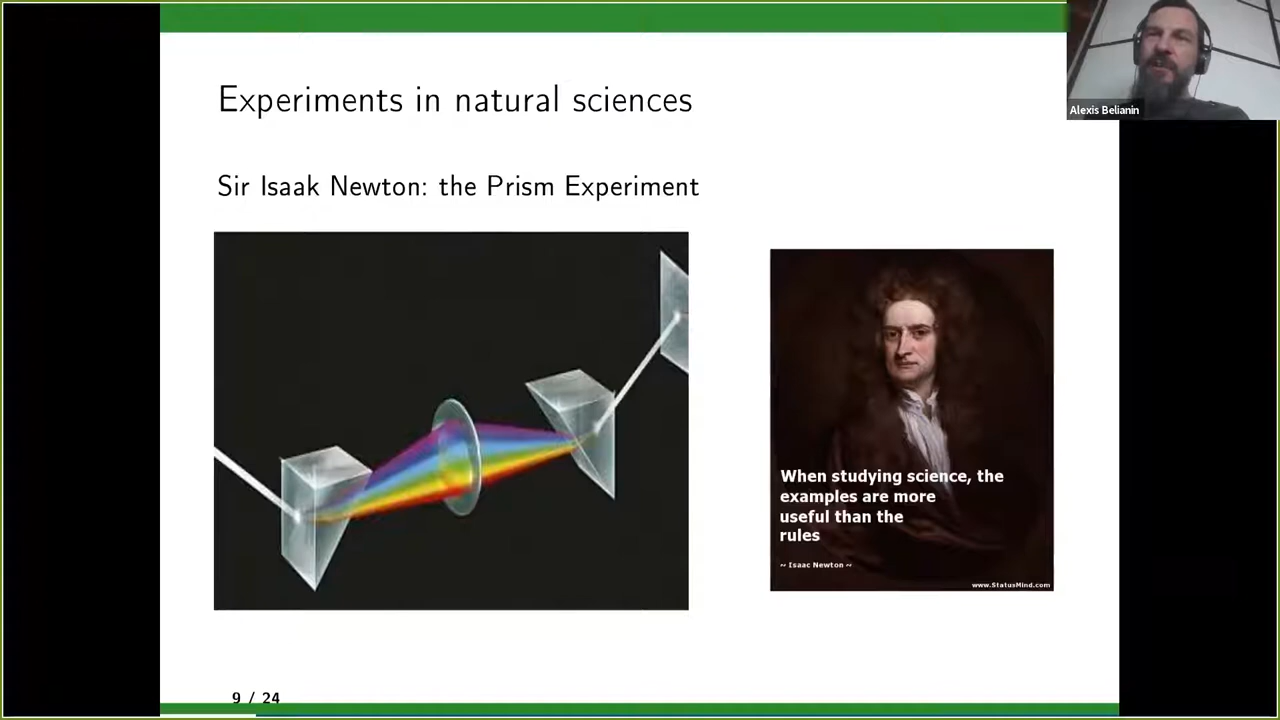 Experiments in natural sciences
Alexis Belianin
Sir Isaak Newton: the Prism Experiment
When studying science, the
examples are more
useful than the
rules
~ Isaac Newton ~
www.StatusMind.com
9 / 24